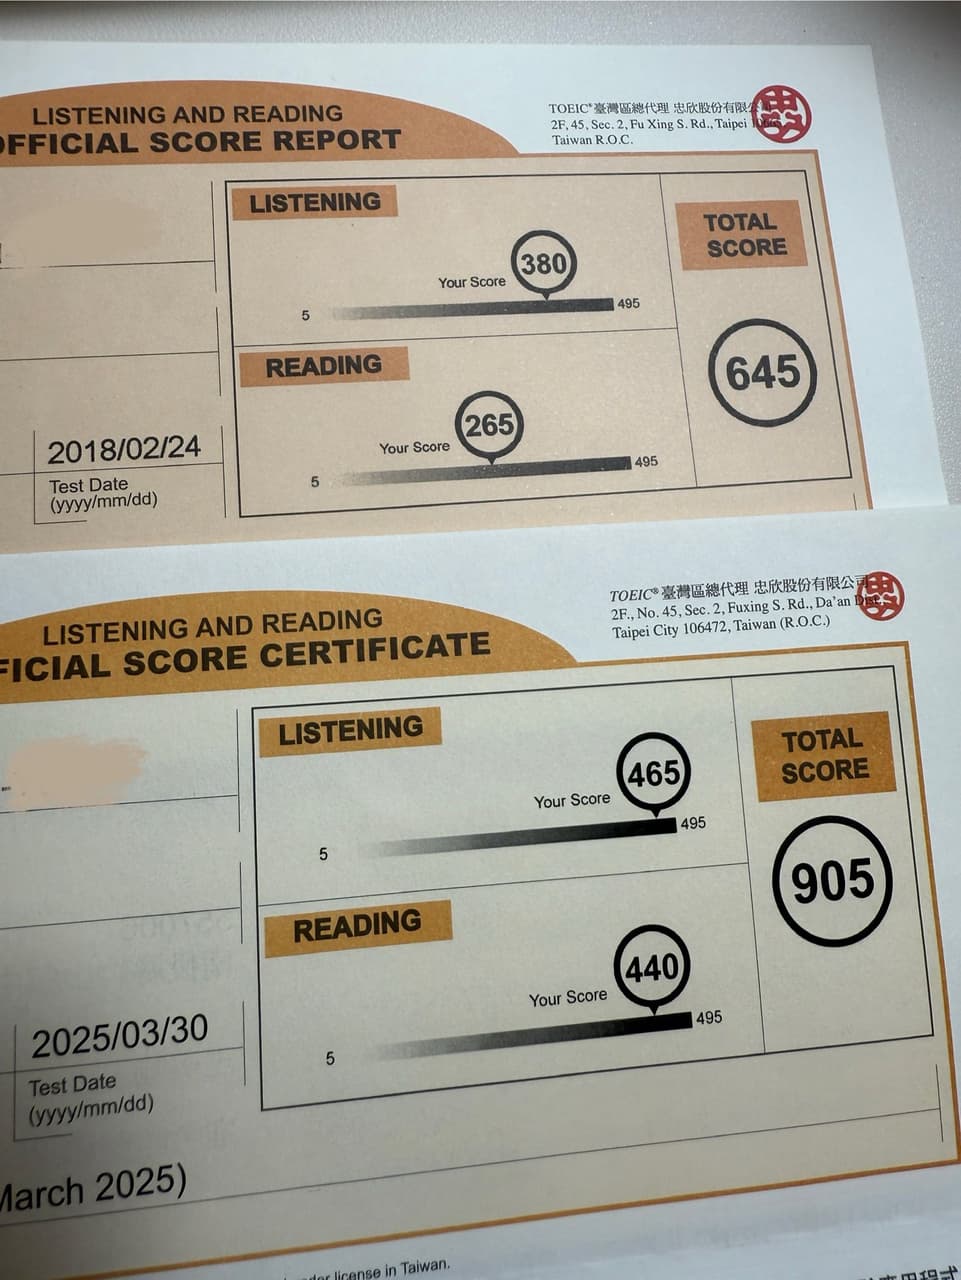 LISTENING AND READING
OFFICIAL SCORE REPORT
TOEIC®臺灣區總代理 忠欣股份有限公司
2F, 45, Sec. 2, Fu Xing S. Rd., Taipei
Taiwan R.O.C.
LISTENING
Your Score
380
5
495
READING
Your Score
265
5
495
TOTAL
SCORE
645
2018/02/24
Test Date
(yyyy/mm/dd)
LISTENING AND READING
FICIAL SCORE CERTIFICATE
TOEIC®臺灣區總代理 忠欣股份有限公司
2F., No. 45, Sec. 2, Fuxing S. Rd., Da'an
Taipei City 106472, Taiwan (R.O.C.)
LISTENING
Your Score
465
5
495
READING
Your Score
440
5
495
TOTAL
SCORE
905
2025/03/30
Test Date
(yyyy/mm/dd)
March 2025)
license in Taiwan.